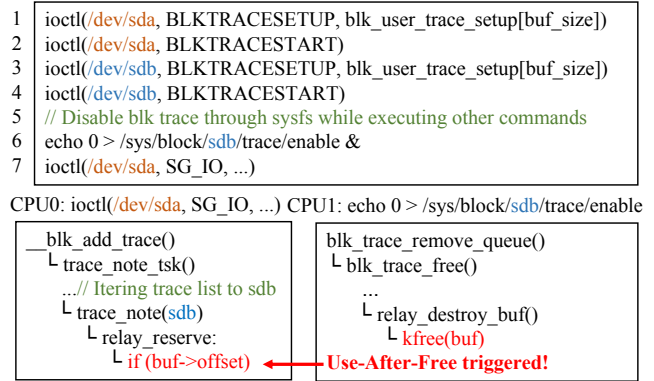 1 ioctl(/dev/sda, BLKTRACESETUP, blk_user_trace_setup[buf_size])
2 ioctl(/dev/sda, BLKTRACESTART)
3 ioctl(/dev/sdb, BLKTRACESETUP, blk_user_trace_setup[buf_size])
4 ioctl(/dev/sdb, BLKTRACESTART)
5 // Disable blk trace through sysfs while executing other commands
6 echo 0 > /sys/block/sdb/trace/enable &
7 ioctl(/dev/sda, SG_IO, ...)
CPU0: ioctl(/dev/sda, SG_IO, ...) CPU1: echo 0 > /sys/block/sdb/trace/enable
__blk_add_trace()
└ trace_note_tsk()
...// Itering trace list to sdb
└ trace_note(sdb)
└ relay_reserve:
└ if (buf->offset)
blk_trace_remove_queue()
└ blk_trace_free()
...
└ relay_destroy_buf()
└ kfree(buf)
Use-After-Free triggered!